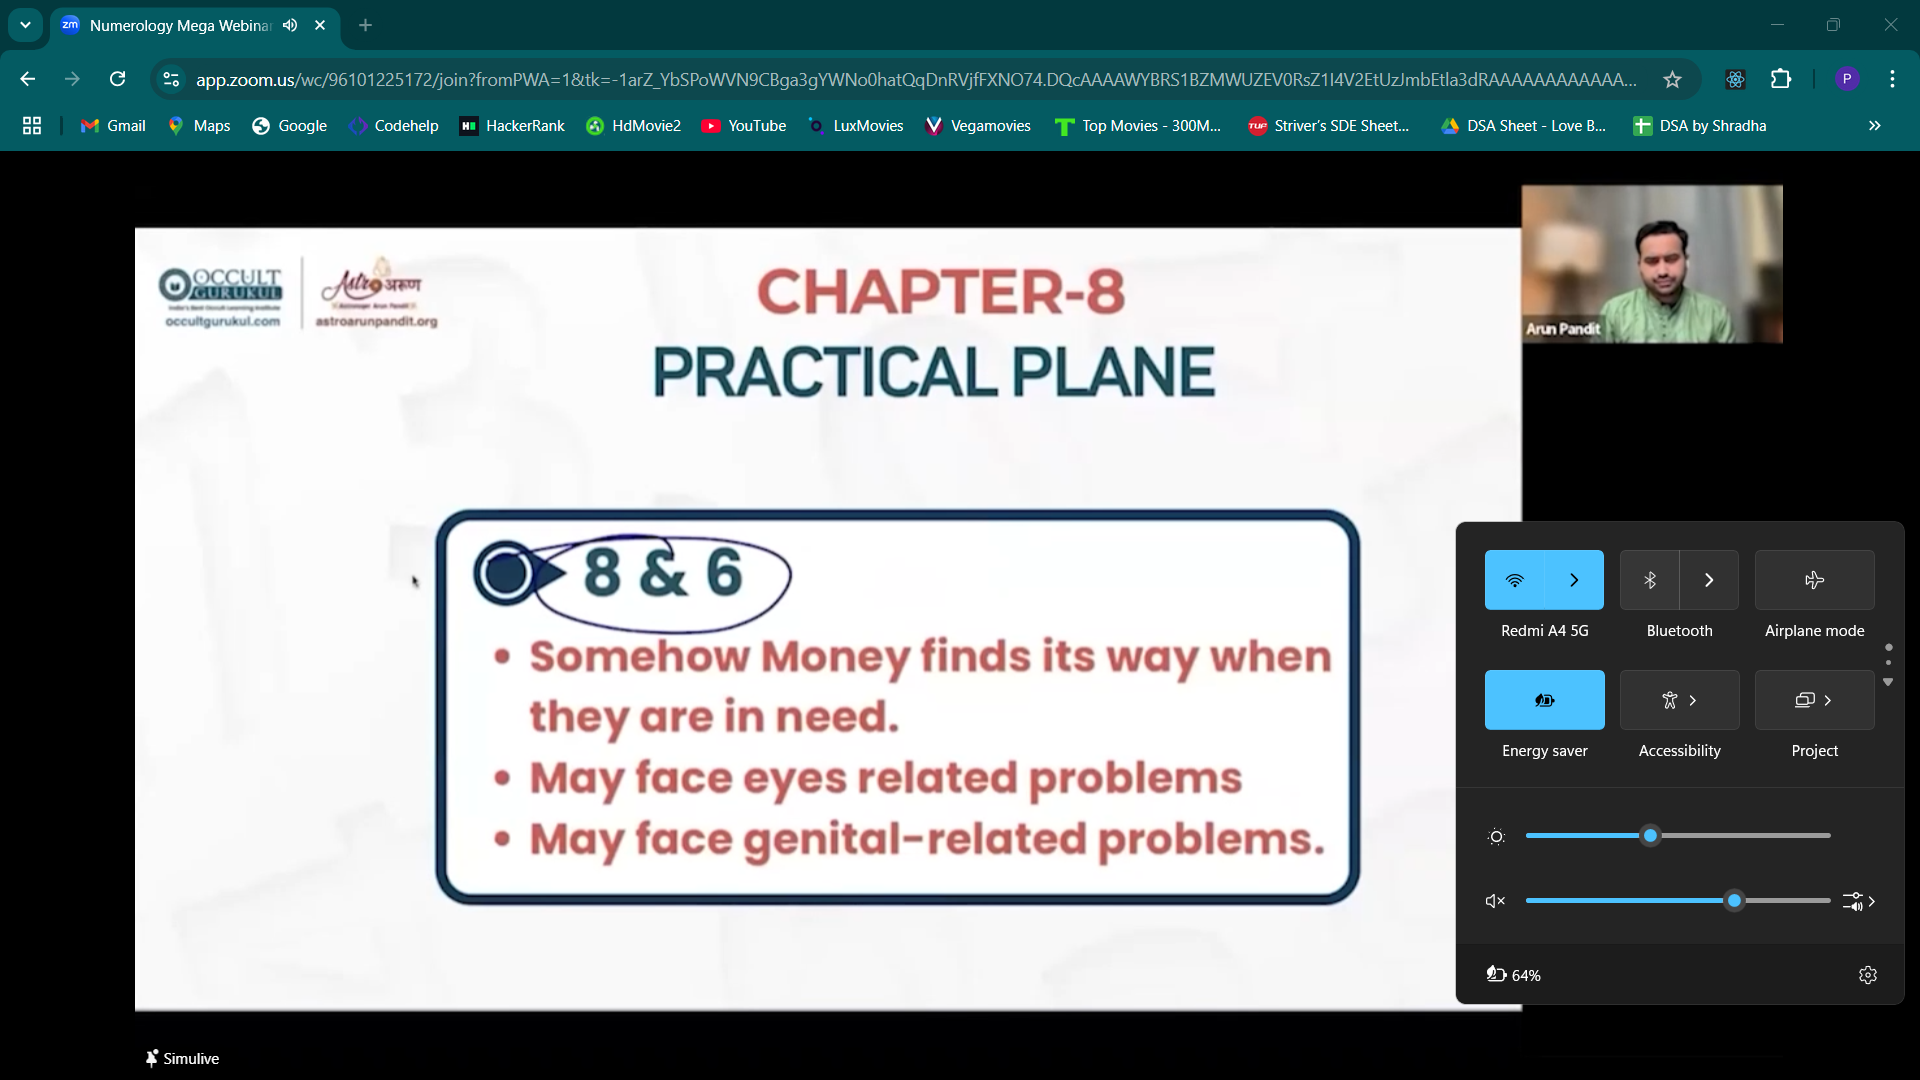 zm Numerology Mega Webina
app.zoom.us/wc/96101225172/join?fromPWA=1&tk=-1arZ_YbSPoWVN9CBga3gYWNo0hatQqDnRVjfFXNO74.DQcAAAAWYBRS1BZMWUZEV0RsZ1I4V2EtUzJmbEtla3dRAAAAAAAAAAAA...
P
Gmail Maps Google Codehelp HackerRank HdMovie2 YouTube LuxMovies Vegamovies Top Movies - 300M... Striver's SDE Sheet... DSA Sheet - Love B... DSA by Shradha
OCCULT
GURUKUL
occultgurukul.com
Astro अरुण
astroarunpandit.org
CHAPTER-8
PRACTICAL PLANE
Arun Pandit
8 & 6
• Somehow Money finds its way when
they are in need.
• May face eyes related problems
• May face genital-related problems.
Redmi A4 5G Bluetooth Airplane mode
Energy saver Accessibility Project
64%
Simulive